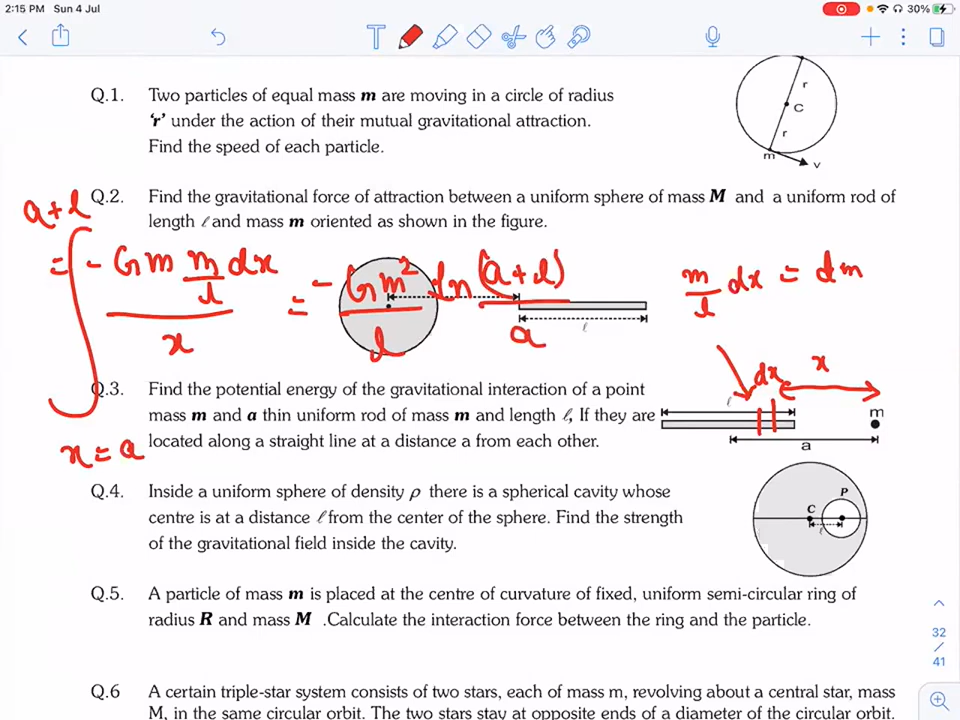 2:15 PM Sun 4 Jul 30%
Q.1. Two particles of equal mass m are moving in a circle of radius
'r' under the action of their mutual gravitational attraction.
Find the speed of each particle.
r
C
r
m
v
Q.2. Find the gravitational force of attraction between a uniform sphere of mass M and a uniform rod of
length ℓ and mass m oriented as shown in the figure.
a+l
= ∫ - Gm m/l dx / x = - Gm²/l ln (a+l)/a
x=a
m/l dx = dm
ℓ
Q.3. Find the potential energy of the gravitational interaction of a point
mass m and a thin uniform rod of mass m and length ℓ, If they are
located along a straight line at a distance a from each other.
dx x
ℓ
m
a
Q.4. Inside a uniform sphere of density ρ there is a spherical cavity whose
centre is at a distance ℓ from the center of the sphere. Find the strength
of the gravitational field inside the cavity.
P
C
ℓ
Q.5. A particle of mass m is placed at the centre of curvature of fixed, uniform semi-circular ring of
radius R and mass M .Calculate the interaction force between the ring and the particle.
32
/
41
Q.6 A certain triple-star system consists of two stars, each of mass m, revolving about a central star, mass
M, in the same circular orbit. The two stars stay at opposite ends of a diameter of the circular orbit.